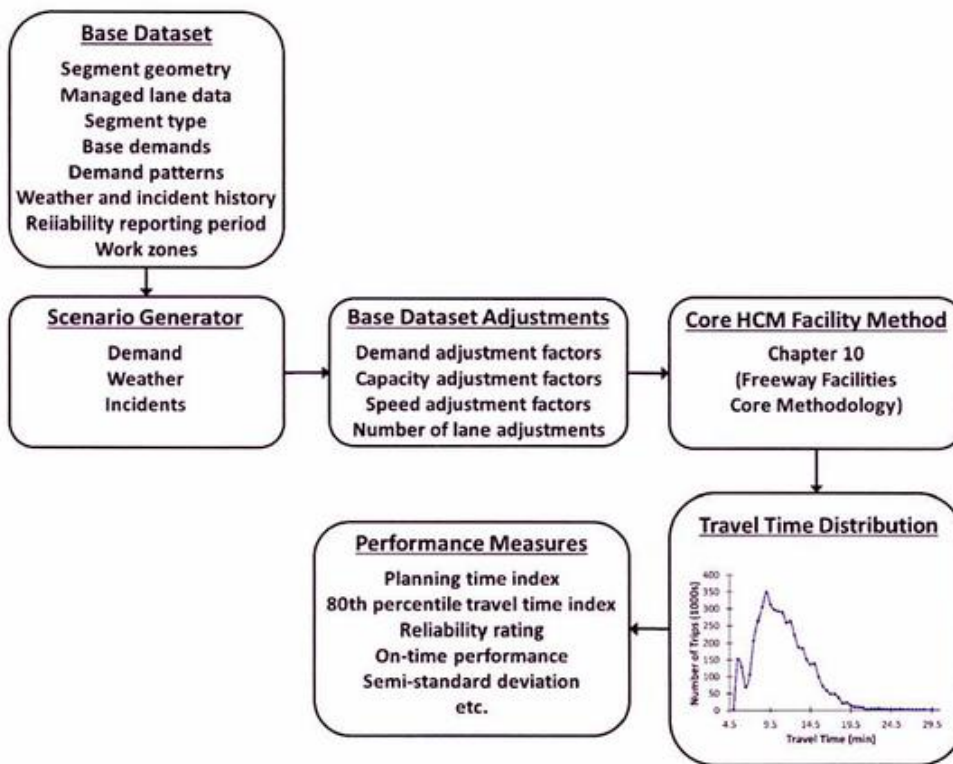 Base Dataset
Segment geometry
Managed lane data
Segment type
Base demands
Demand patterns
Weather and incident history
Reiiability reporting period
Work zones
Scenario Generator
Demand
Weather
Incidents
Base Dataset Adjustments
Demand adjustment factors
Capacity adjustment factors
Speed adjustment factors
Number of lane adjustments
Core HCM Facility Method
Chapter 10
(Freeway Facilities
Core Methodology)
Travel Time Distribution
Number of Trips (1000s)
400
350
300
250
200
150
100
50
0
4.5 9.5 14.5 19.5 24.5 29.5
Travel Time (min)
Performance Measures
Planning time index
80th percentile travel time index
Reliability rating
On-time performance
Semi-standard deviation
etc.